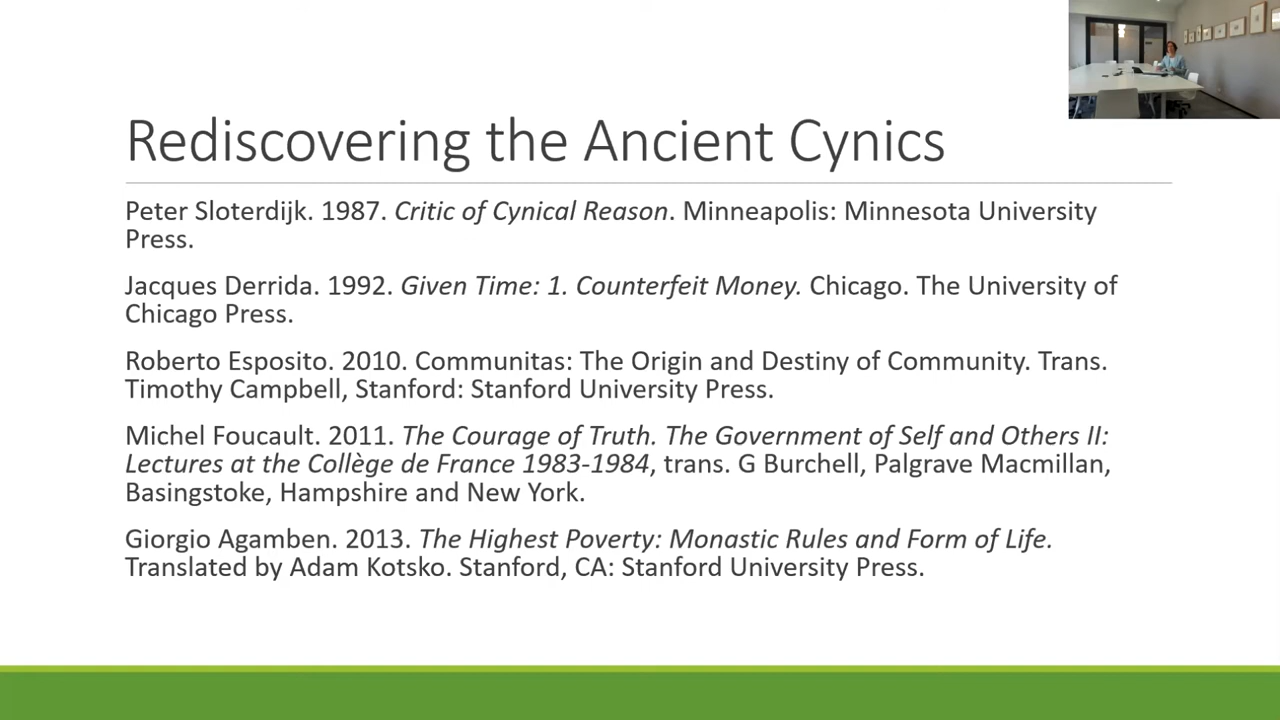 Rediscovering the Ancient Cynics
Peter Sloterdijk. 1987. Critic of Cynical Reason. Minneapolis: Minnesota University
Press.
Jacques Derrida. 1992. Given Time: 1. Counterfeit Money. Chicago. The University of
Chicago Press.
Roberto Esposito. 2010. Communitas: The Origin and Destiny of Community. Trans.
Timothy Campbell, Stanford: Stanford University Press.
Michel Foucault. 2011. The Courage of Truth. The Government of Self and Others II:
Lectures at the Collège de France 1983-1984, trans. G Burchell, Palgrave Macmillan,
Basingstoke, Hampshire and New York.
Giorgio Agamben. 2013. The Highest Poverty: Monastic Rules and Form of Life.
Translated by Adam Kotsko. Stanford, CA: Stanford University Press.